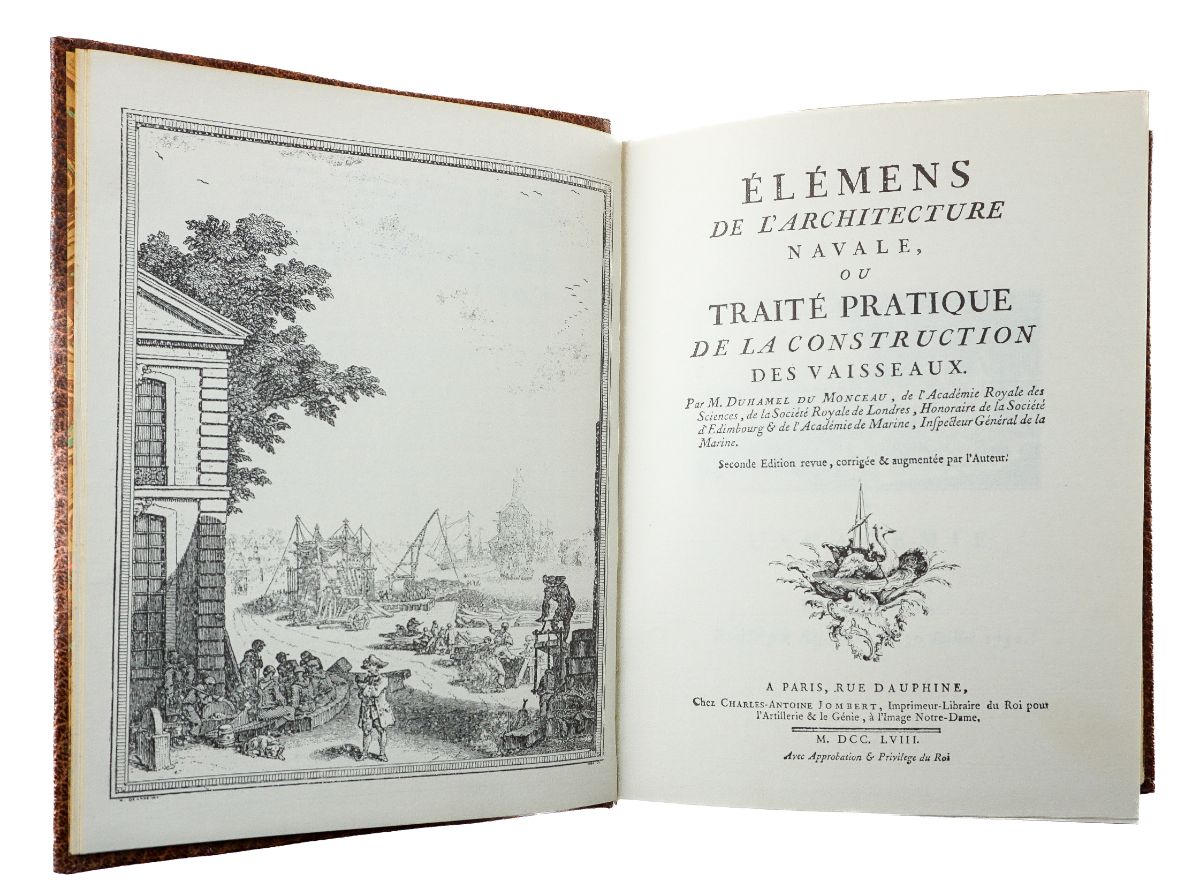 ÉLÉMENS
DE L'ARCHITECTURE
NAVALE,
OU
TRAITÉ PRATIQUE
DE LA CONSTRUCTION
DES VAISSEAUX.
Par M. DUHAMEL DU MONCEAU, de l'Académie Royale des
Sciences, de la Société Royale de Londres, Honoraire de la Société
d'Edimbourg & de l'Académie de Marine, Inſpecteur Général de la
Marine.
Seconde Edition revue, corrigée & augmentée par l'Auteur.
A PARIS, RUE DAUPHINE,
Chez CHARLES-ANTOINE JOMBERT, Imprimeur-Libraire du Roi pour
l'Artillerie & le Génie, à l'Image Notre-Dame.
M. DCC. LVIII.
Avec Approbation & Privilege du Roi